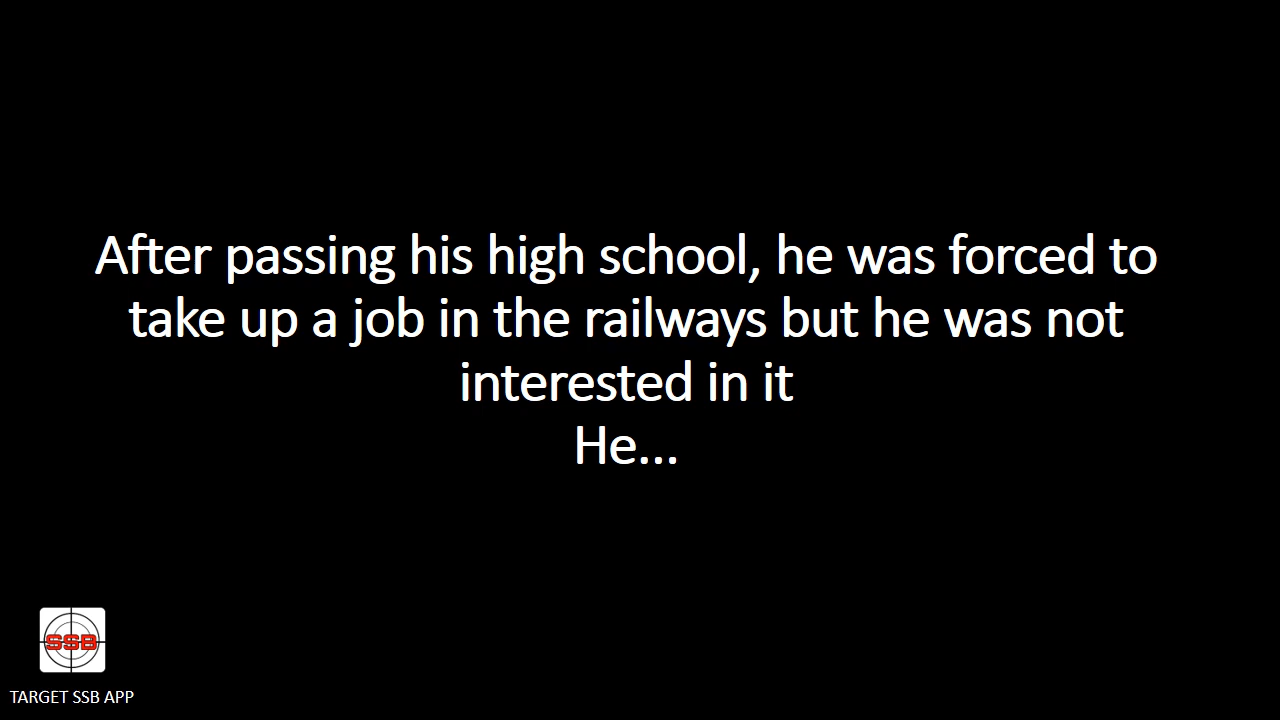 After passing his high school, he was forced to
take up a job in the railways but he was not
interested in it
He...
SSB
TARGET SSB APP